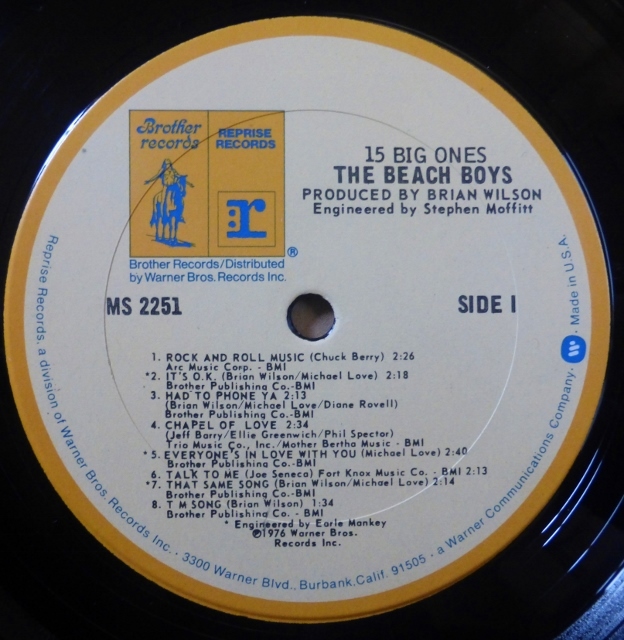 Brother
records
REPRISE
RECORDS
r
®
Brother Records/Distributed
by Warner Bros. Records Inc.
15 BIG ONES
THE BEACH BOYS
PRODUCED BY BRIAN WILSON
Engineered by Stephen Moffitt
MS 2251
SIDE 1
1. ROCK AND ROLL MUSIC (Chuck Berry) 2:26
Arc Music Corp. - BMI
*2. IT'S O.K. (Brian Wilson/Michael Love) 2:18
Brother Publishing Co.-BMI
3. HAD TO PHONE YA 2:13
(Brian Wilson/Michael Love/Diane Rovell)
Brother Publishing Co.-BMI
4. CHAPEL OF LOVE 2:34
(Jeff Barry/Ellie Greenwich/Phil Spector)
Trio Music Co., Inc./Mother Bertha Music - BMI
*5. EVERYONE'S IN LOVE WITH YOU (Michael Love) 2:40
Brother Publishing Co.-BMI
6. TALK TO ME (Joe Seneca) Fort Knox Music Co. - BMI 2:13
*7. THAT SAME SONG (Brian Wilson/Michael Love) 2:14
Brother Publishing Co.-BMI
8. T M SONG (Brian Wilson) 1:34
Brother Publishing Co. - BMI
* Engineered by Earle Mankey
℗1976 Warner Bros.
Records Inc.
Reprise Records, a division of Warner Bros. Records Inc. · 3300 Warner Blvd., Burbank, Calif. 91505 · a Warner Communications Company. · Made in U.S.A.